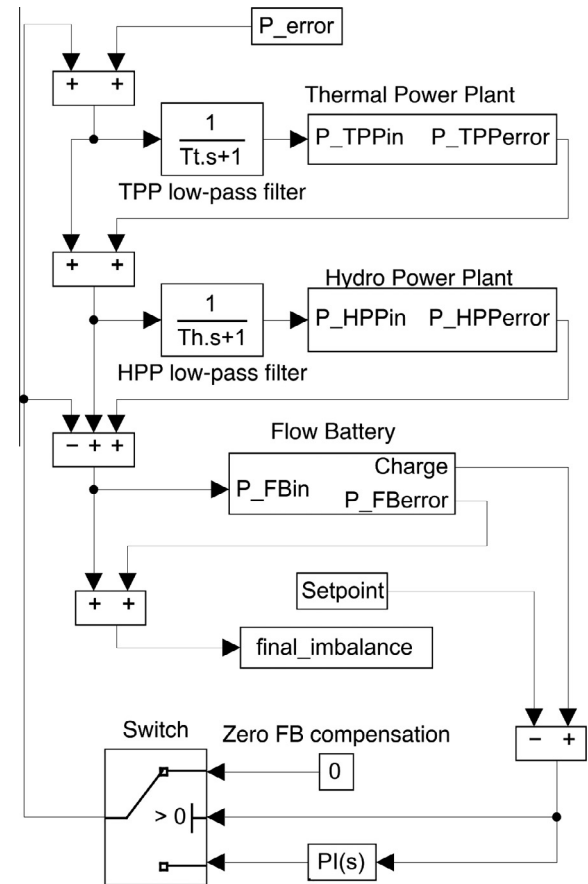 P_error
+ +
Thermal Power Plant
1
Tt.s+1
P_TPPin P_TPPerror
TPP low-pass filter
+ +
Hydro Power Plant
1
Th.s+1
P_HPPin P_HPPerror
HPP low-pass filter
− + +
Flow Battery
Charge
P_FBin
P_FBerror
+ +
Setpoint
final_imbalance
Switch
Zero FB compensation
− +
0
> 0
PI(s)